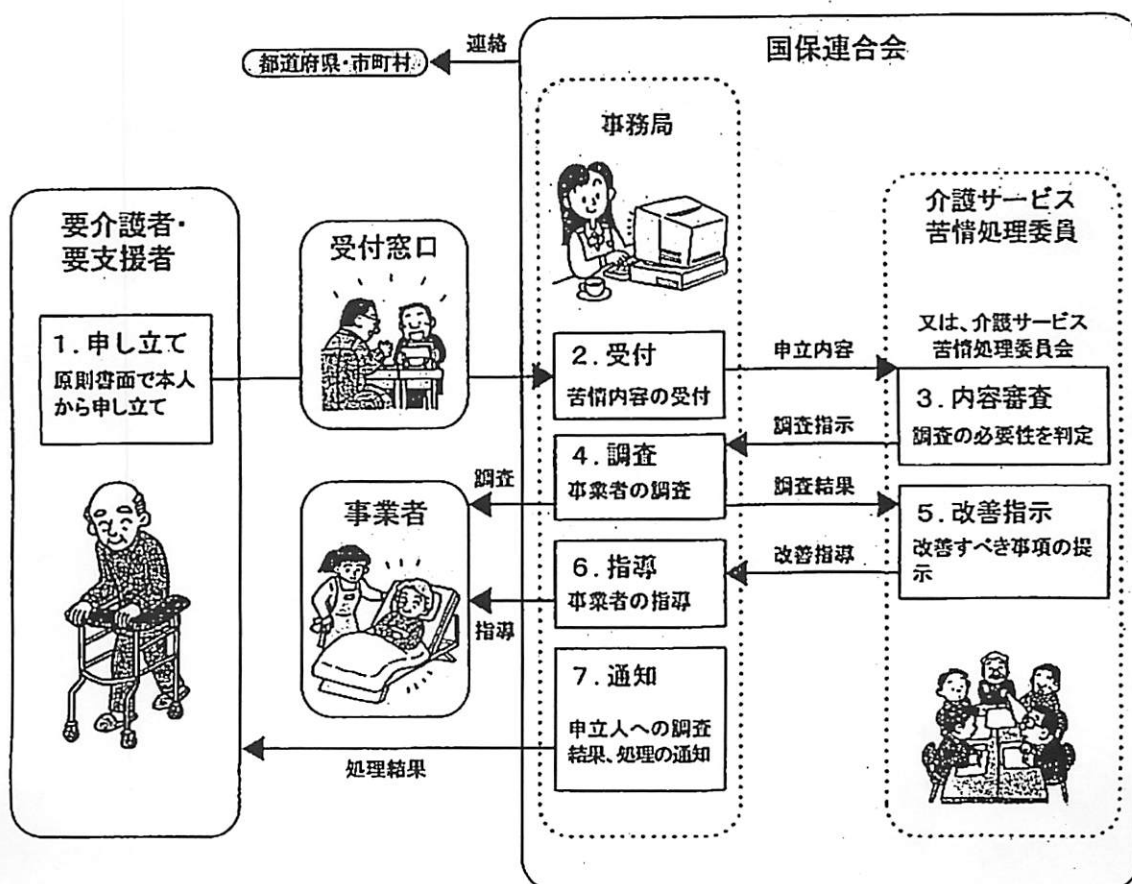 国保連合会
連絡
都道府県・市町村
事務局
介護サービス
苦情処理委員
要介護者・
要支援者
受付窓口
又は、介護サービス
苦情処理委員会
1.申し立て
原則書面で本人
から申し立て
2.受付
苦情内容の受付
申立内容
3.内容審査
調査の必要性を判定
調査指示
4.調査
事業者の調査
調査
調査結果
事業者
5.改善指示
改善すべき事項の提
示
改善指導
6.指導
事業者の指導
指導
7.通知
申立人への調査
結果、処理の通知
処理結果